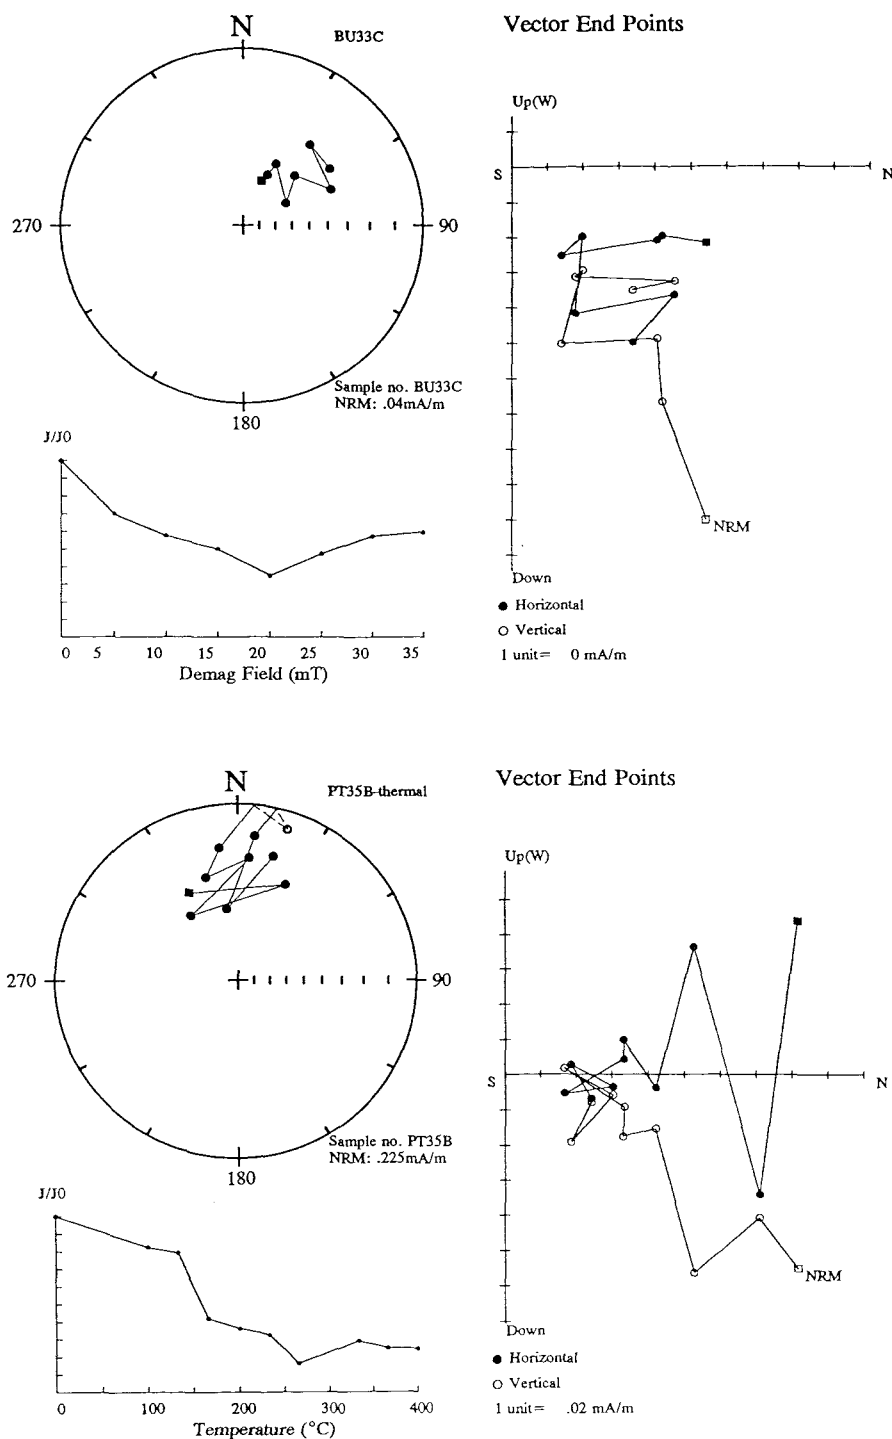 N
BU33C
Vector End Points
270
90
180
Sample no. BU33C
NRM: .04mA/m
Up(W)
S
N
NRM
Down
● Horizontal
○ Vertical
1 unit= 0 mA/m
J/J0
0 5 10 15 20 25 30 35
Demag Field (mT)
N
PT35B-thermal
Vector End Points
270
90
180
Sample no. PT35B
NRM: .225mA/m
Up(W)
S
N
NRM
Down
● Horizontal
○ Vertical
1 unit= .02 mA/m
J/J0
0 100 200 300 400
Temperature (°C)